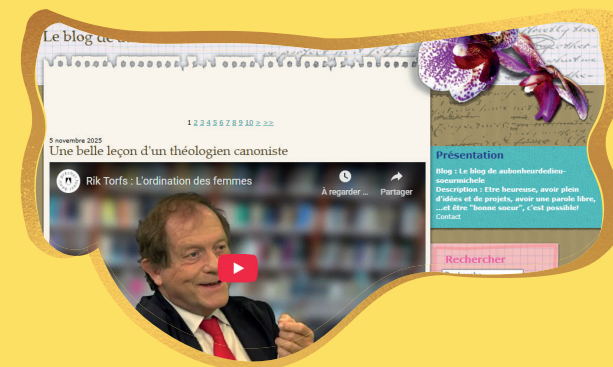 Le blog de
1 2 3 4 5 6 7 8 9 10 > >>
5 novembre 2025
Une belle leçon d'un théologien canoniste
Rik Torfs : L'ordination des femmes
À regarder ...
Partager
Présentation
Blog : Le blog de aubonheurdedieu-
soeurmichele
Description : Etre heureuse, avoir plein
d'idées et de projets, avoir une parole libre,
...et être "bonne soeur", c'est possible!
Contact
Rechercher